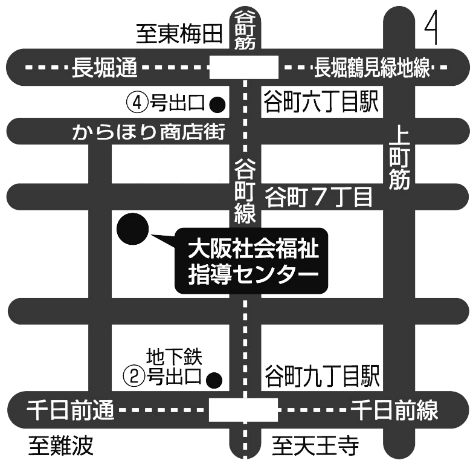 谷町筋
至東梅田
4
長堀通
長堀鶴見緑地線
④号出口
谷町六丁目駅
からほり商店街
上町筋
谷町線
谷町7丁目
大阪社会福祉
指導センター
地下鉄
②号出口
谷町九丁目駅
千日前通
千日前線
至難波
至天王寺